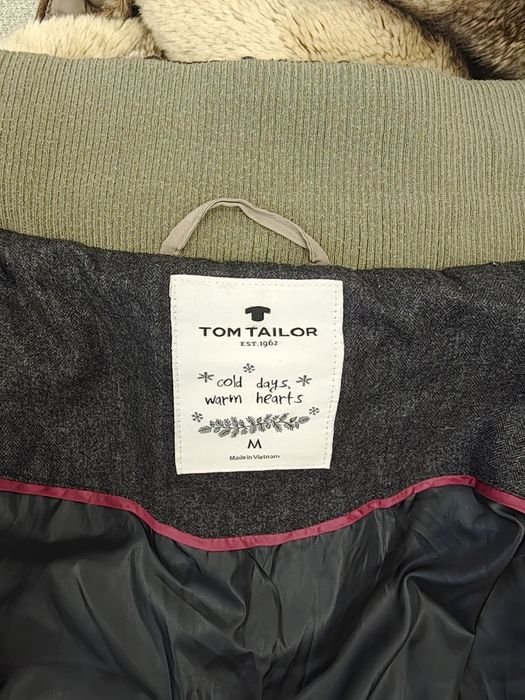 TOM TAILOR
EST.1962
cold days,
warm hearts
M
Made in Vietnam